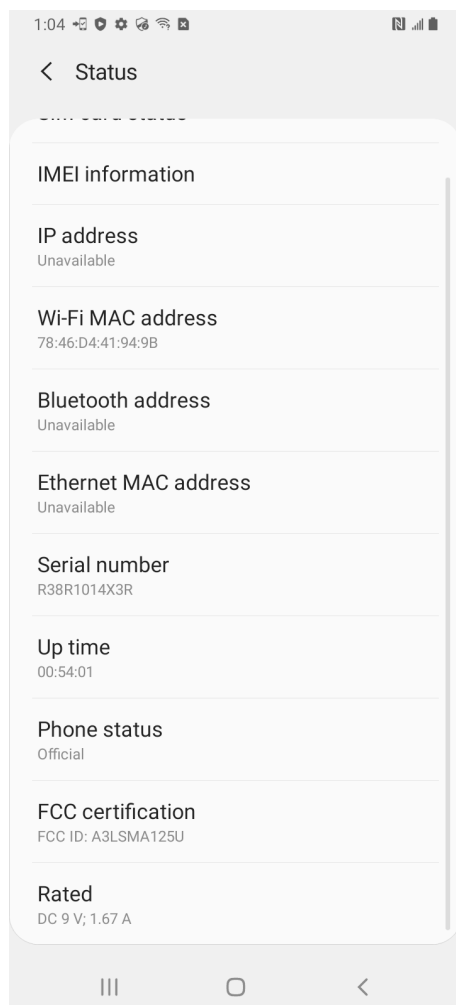 1:04
Status
IMEI information
IP address
Unavailable
Wi-Fi MAC address
78:46:D4:41:94:9B
Bluetooth address
Unavailable
Ethernet MAC address
Unavailable
Serial number
R38R1014X3R
Up time
00:54:01
Phone status
Official
FCC certification
FCC ID: A3LSMA125U
Rated
DC 9 V; 1.67 A